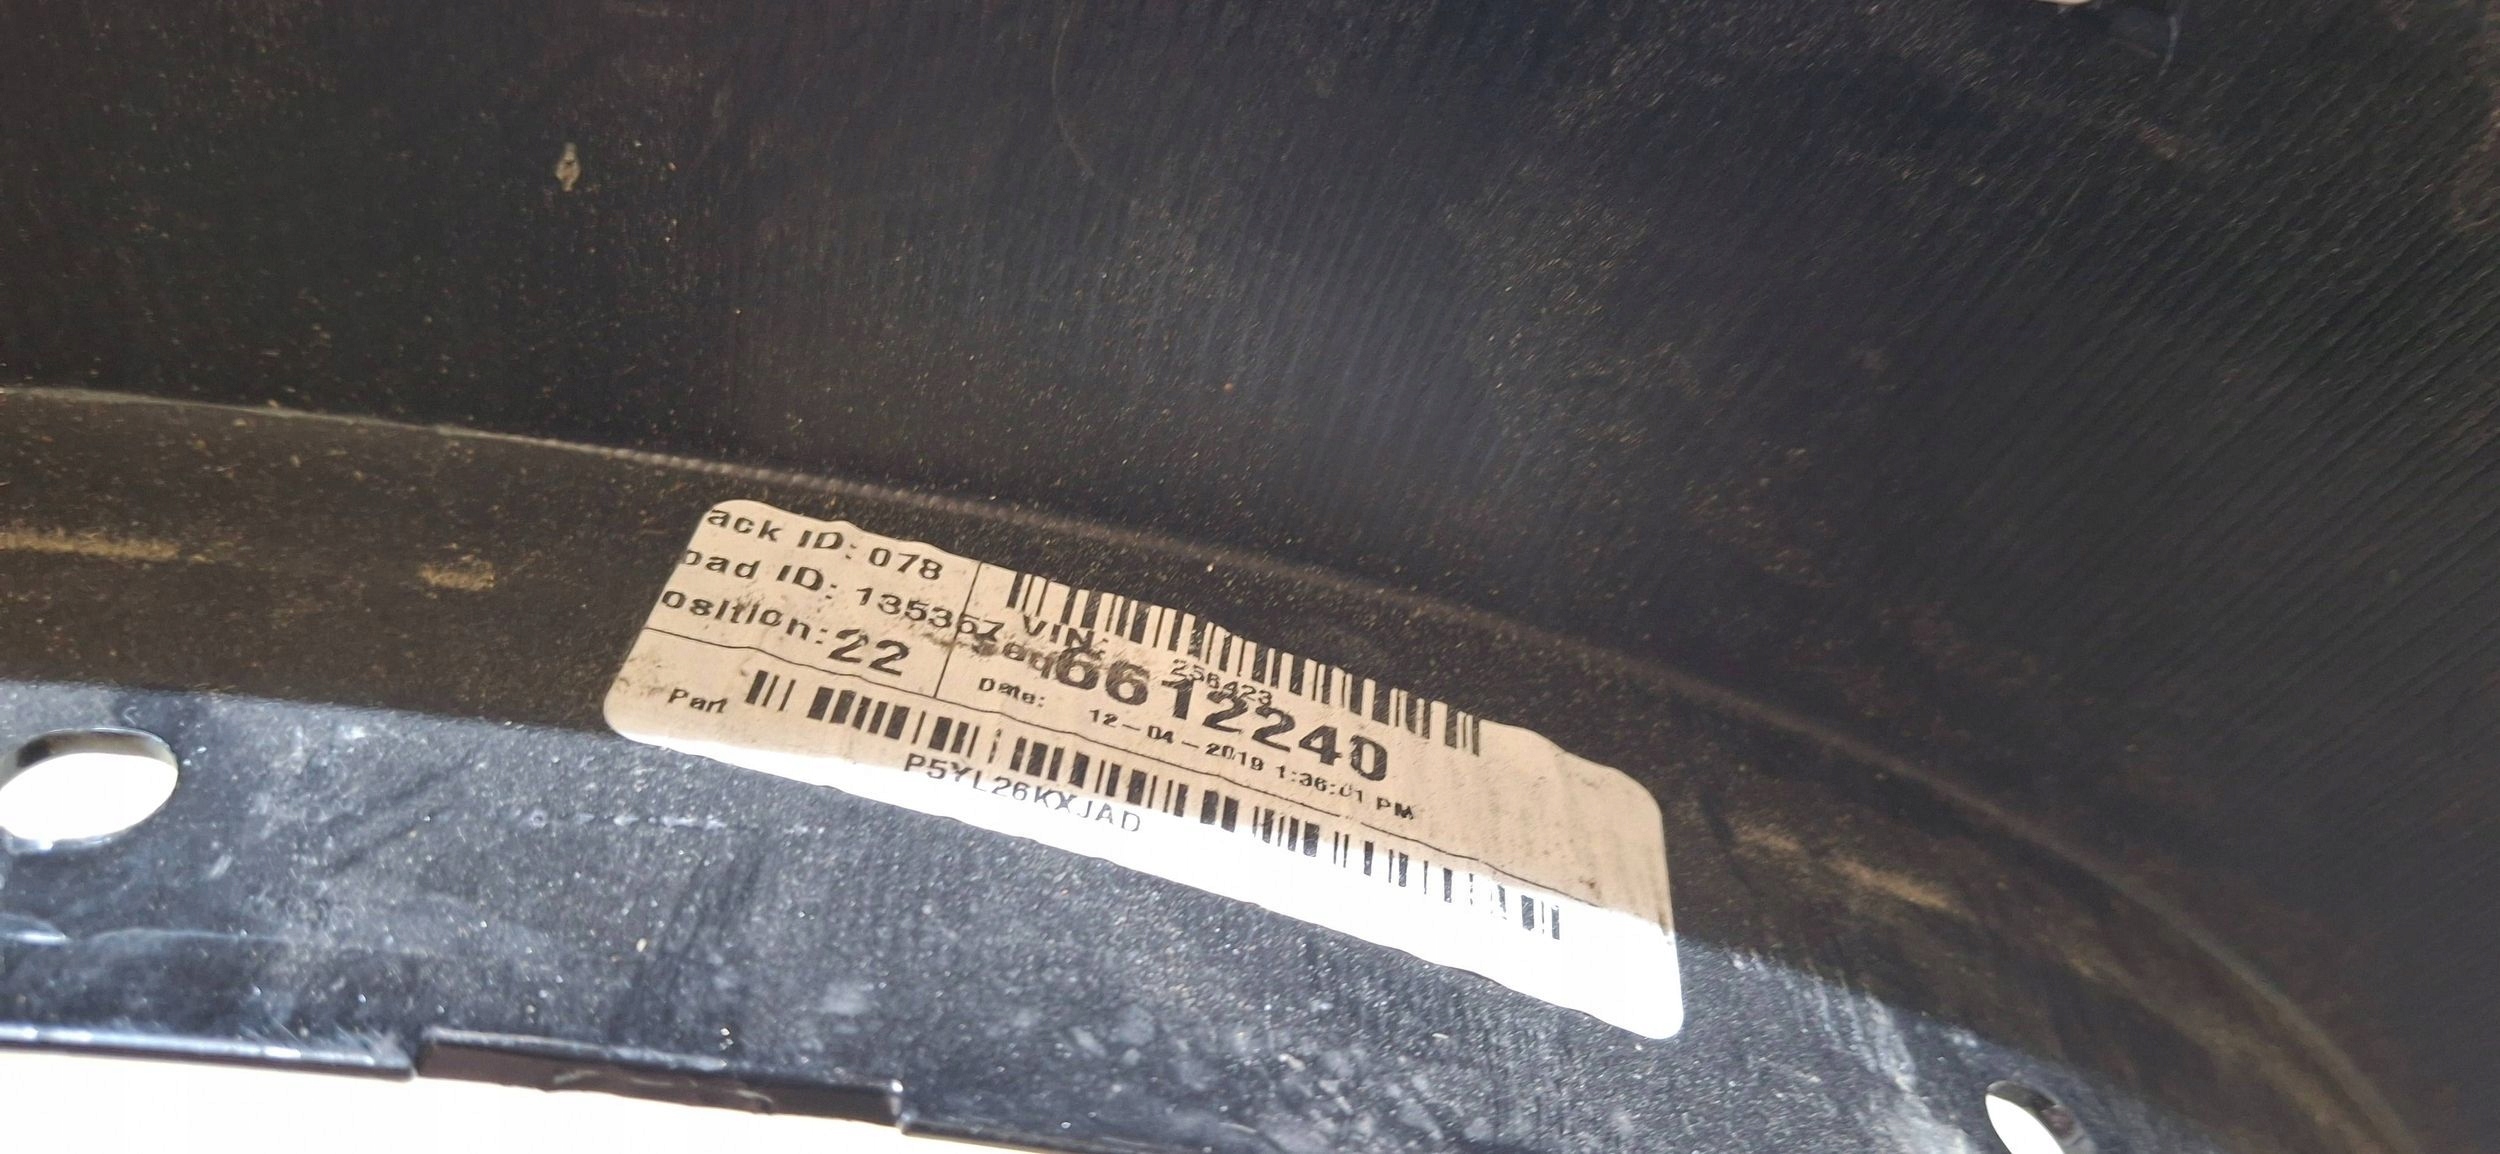 ack ID: 078
oad ID: 135357 VIN:
256423
osition: 22
Seq 6612240
Date: 12-04-2019 1:36:01 PM
Part
P5YL26KXJAD